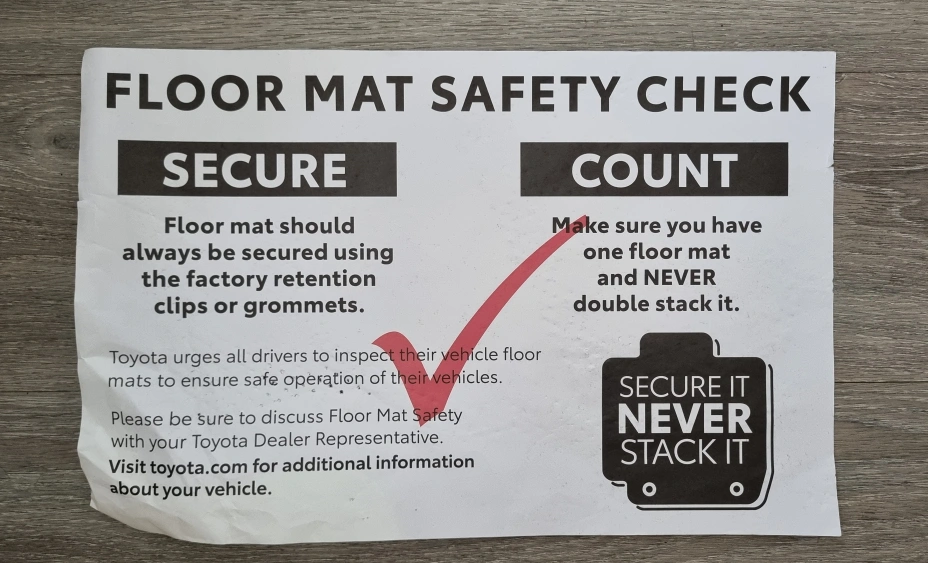 FLOOR MAT SAFETY CHECK
SECURE
Floor mat should
always be secured using
the factory retention
clips or grommets.
COUNT
Make sure you have
one floor mat
and NEVER
double stack it.
Toyota urges all drivers to inspect their vehicle floor
mats to ensure safe operation of their vehicles.
Please be sure to discuss Floor Mat Safety
with your Toyota Dealer Representative.
Visit toyota.com for additional information
about your vehicle.
SECURE IT
NEVER
STACK IT